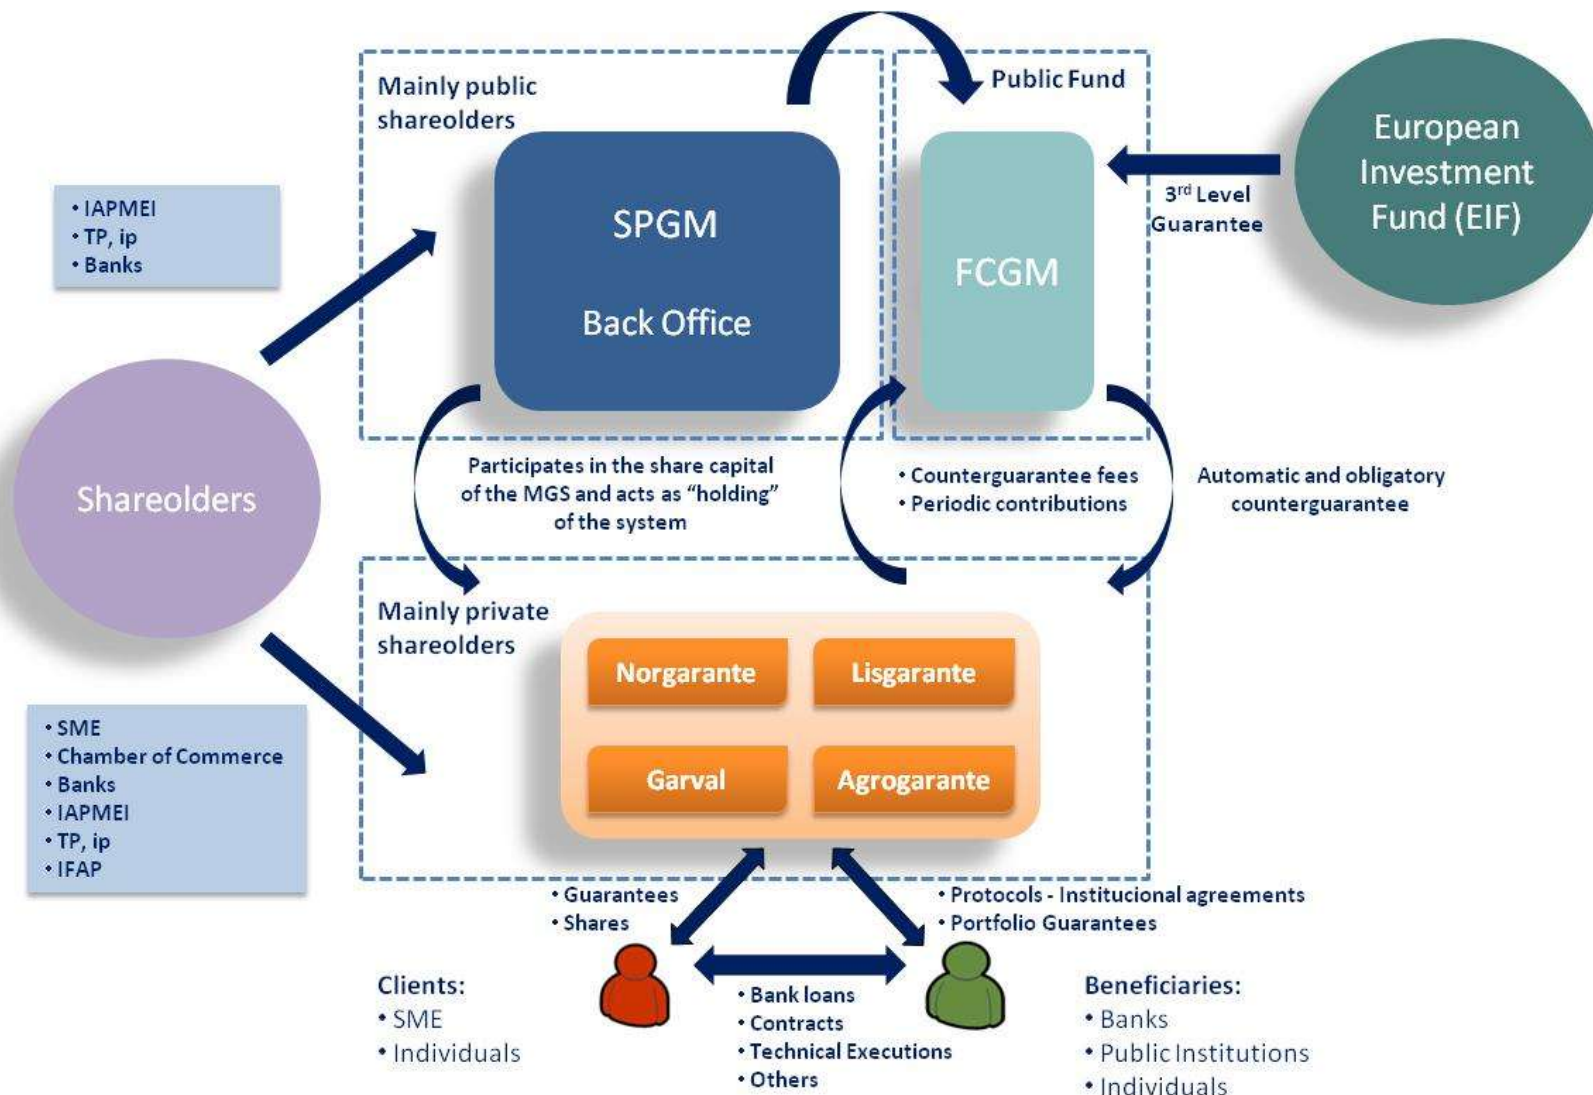 Mainly public
shareolders
Public Fund
European
Investment
Fund (EIF)
• IAPMEI
• TP, ip
• Banks
SPGM
Back Office
FCGM
3rd Level
Guarantee
Shareolders
Participates in the share capital
of the MGS and acts as “holding”
of the system
• Counterguarantee fees
• Periodic contributions
Automatic and obligatory
counterguarantee
Mainly private
shareolders
Norgarante
Lisgarante
Garval
Agrogarante
• SME
• Chamber of Commerce
• Banks
• IAPMEI
• TP, ip
• IFAP
• Guarantees
• Shares
• Protocols - Institucional agreements
• Portfolio Guarantees
Clients:
• SME
• Individuals
• Bank loans
• Contracts
• Technical Executions
• Others
Beneficiaries:
• Banks
• Public Institutions
• Individuals